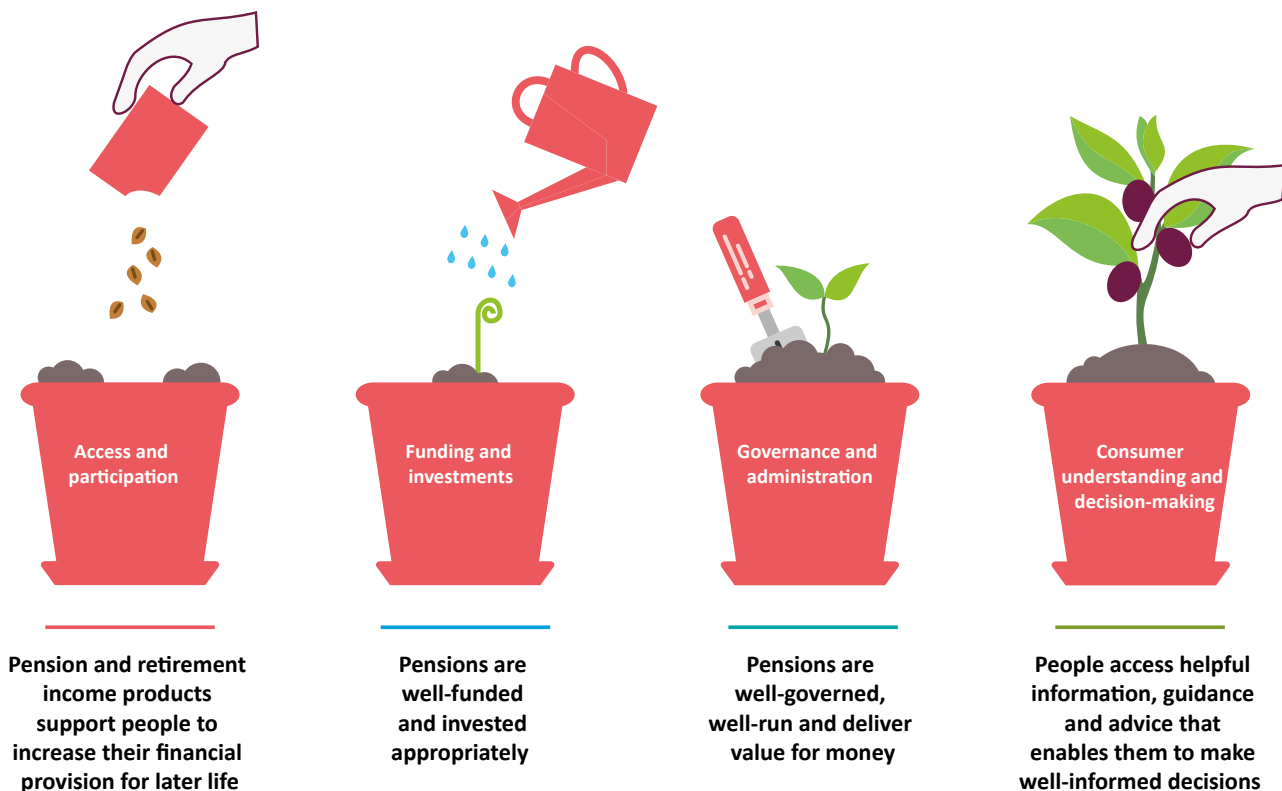 Access and
participation
Funding and
investments
Governance and
administration
Consumer
understanding and
decision-making
Pension and retirement
income products
support people to
increase their financial
provision for later life
Pensions are
well-funded
and invested
appropriately
Pensions are
well-governed,
well-run and deliver
value for money
People access helpful
information, guidance
and advice that
enables them to make
well-informed decisions